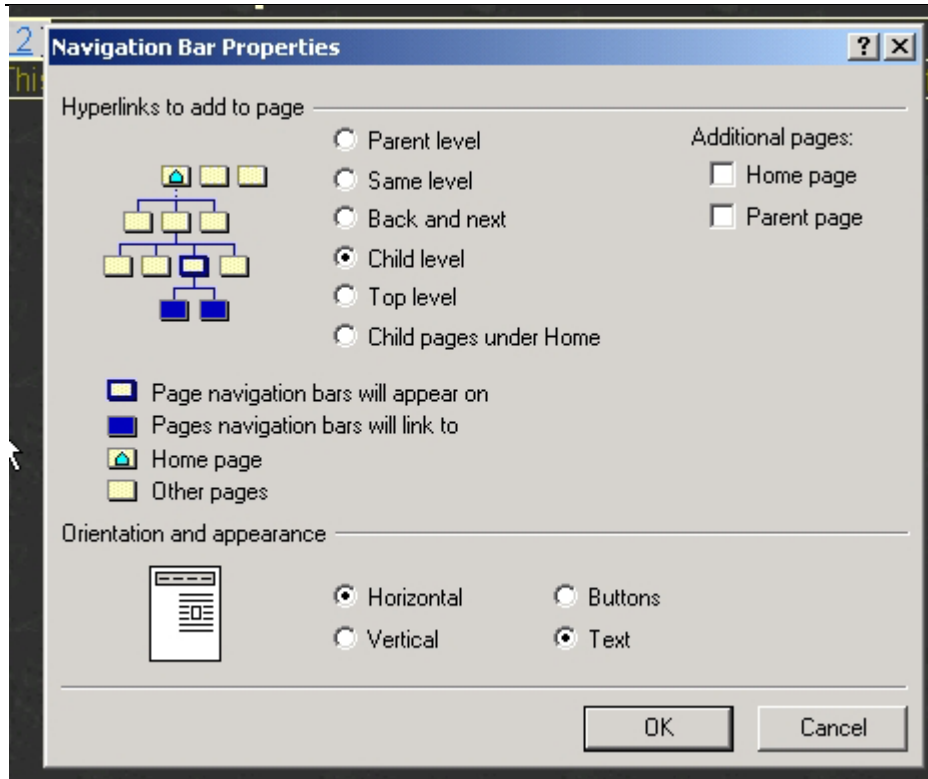 2
This
Navigation Bar Properties
Hyperlinks to add to page
Parent level
Same level
Back and next
Child level
Top level
Child pages under Home
Additional pages:
Home page
Parent page
Page navigation bars will appear on
Pages navigation bars will link to
Home page
Other pages
Orientation and appearance
Horizontal
Vertical
Buttons
Text
OK
Cancel